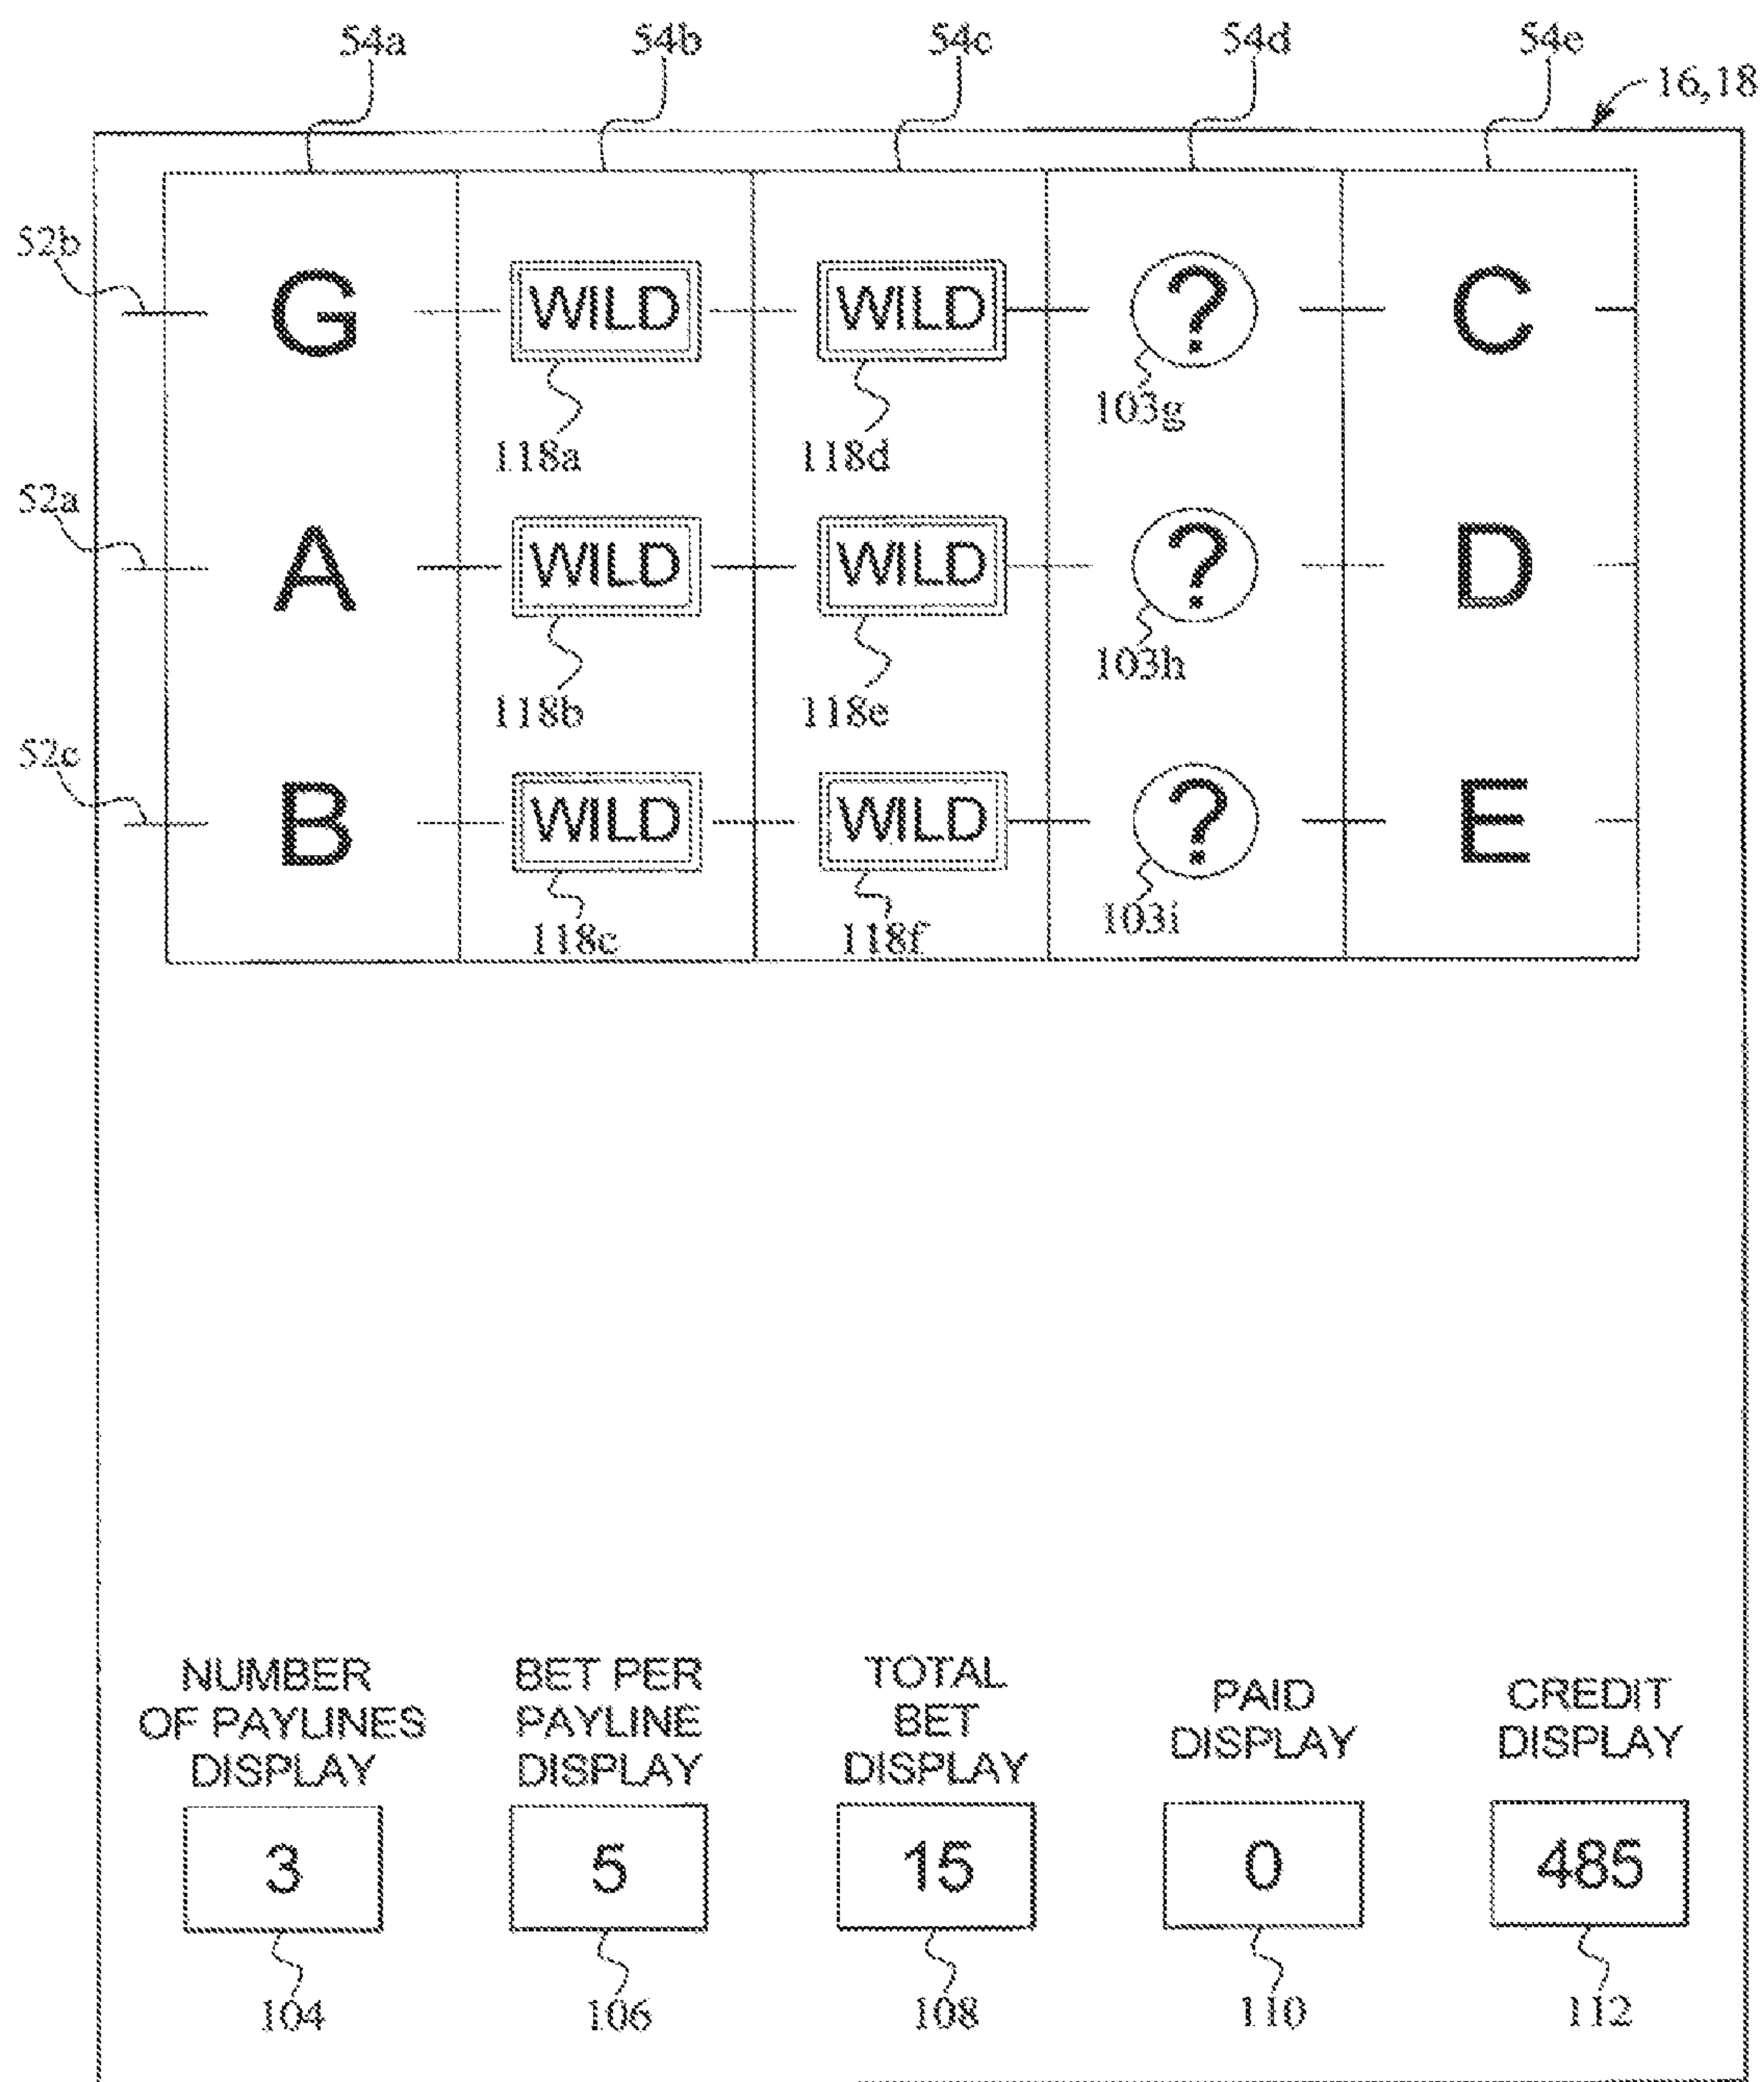 54a 54b 54c 54d 54e
16,18
52b
G WILD WILD ? C
118a 118d 103g
52a
A WILD WILD ? D
118b 118e 103h
52c
B WILD WILD ? E
118c 118f 103i
NUMBER OF PAYLINES DISPLAY
BET PER PAYLINE DISPLAY
TOTAL BET DISPLAY
PAID DISPLAY
CREDIT DISPLAY
3 5 15 0 485
104 106 108 110 112